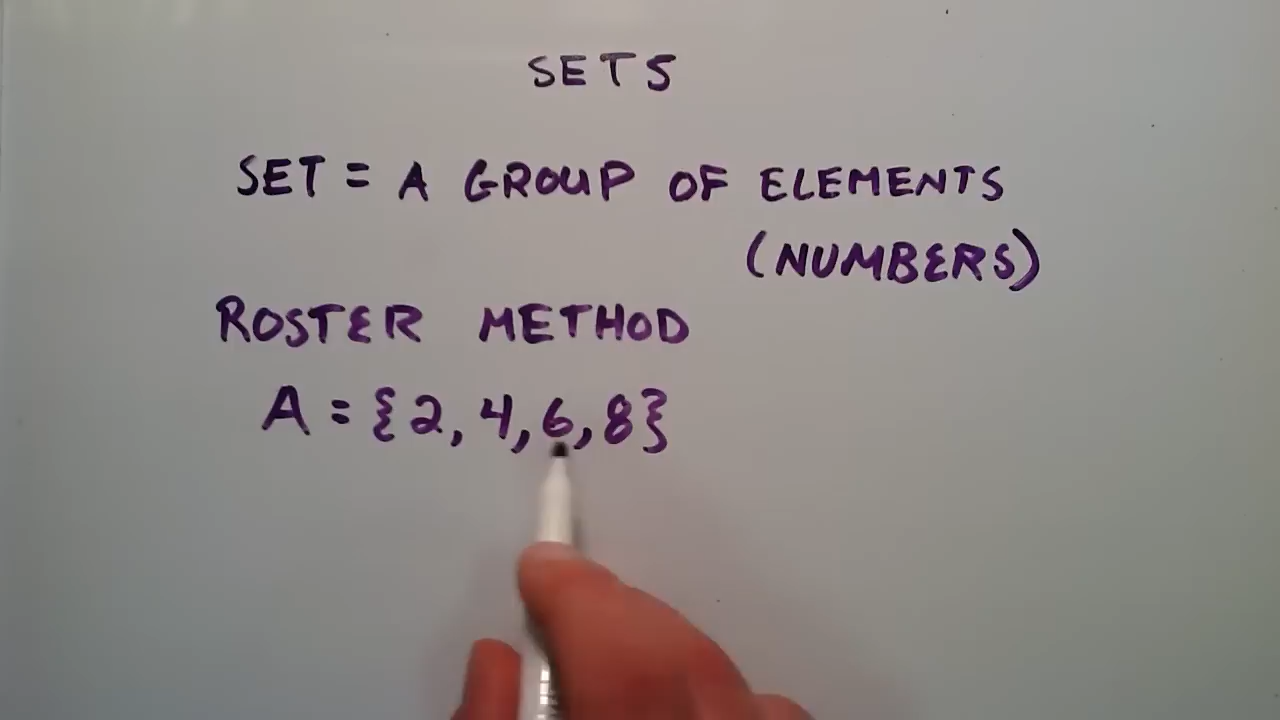 SETS
SET = A GROUP OF ELEMENTS
(NUMBERS)
ROSTER METHOD
A = {2, 4, 6, 8}